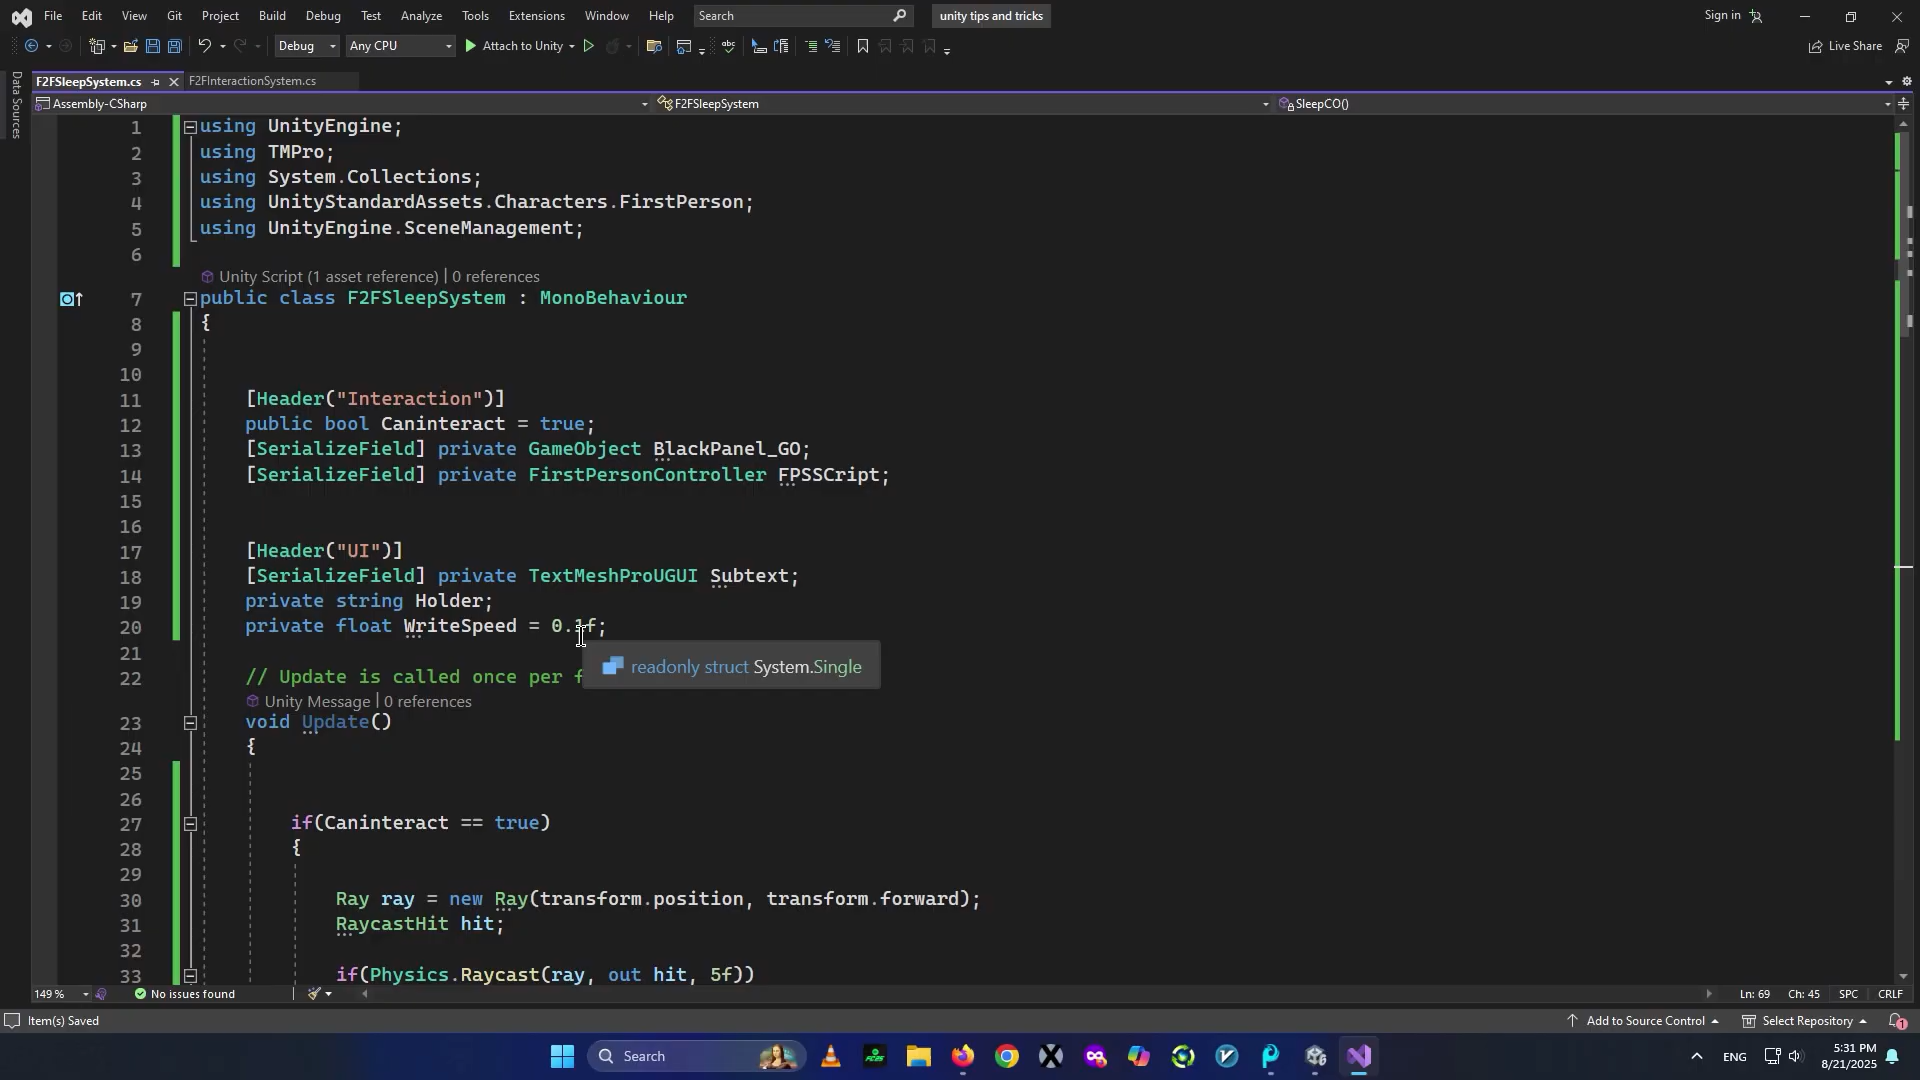 File Edit View Git Project Build Debug Test Analyze Tools Extensions Window Help Search unity tips and tricks Sign in
Debug Any CPU Attach to Unity Live Share
F2FSleepSystem.cs F2FInteractionSystem.cs
Data Sources
Assembly-CSharp F2FSleepSystem SleepCO()
1 using UnityEngine;
2 using TMPro;
3 using System.Collections;
4 using UnityStandardAssets.Characters.FirstPerson;
5 using UnityEngine.SceneManagement;
6
Unity Script (1 asset reference) | 0 references
7 public class F2FSleepSystem : MonoBehaviour
8 {
9
10
11 [Header("Interaction")]
12 public bool Caninteract = true;
13 [SerializeField] private GameObject BlackPanel_GO;
14 [SerializeField] private FirstPersonController FPSSCript;
15
16
17 [Header("UI")]
18 [SerializeField] private TextMeshProUGUI Subtext;
19 private string Holder;
20 private float WriteSpeed = 0.1f;
readonly struct System.Single
21
22 // Update is called once per f
Unity Message | 0 references
23 void Update()
24 {
25
26
27 if(Caninteract == true)
28 {
29
30 Ray ray = new Ray(transform.position, transform.forward);
31 RaycastHit hit;
32
33 if(Physics.Raycast(ray, out hit, 5f))
149 % No issues found Ln: 69 Ch: 45 SPC CRLF
Item(s) Saved Add to Source Control Select Repository 1
Search ENG 5:31 PM
8/21/2025